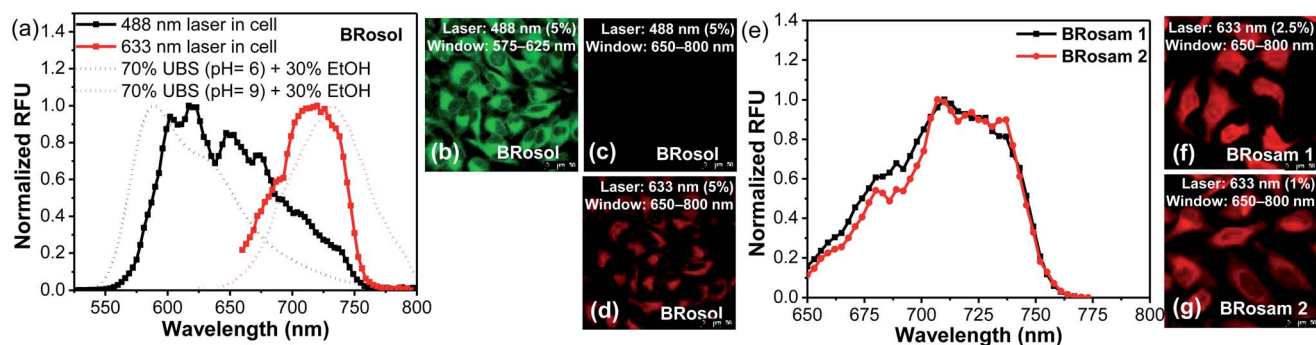 (a)
488 nm laser in cell
BRosol
633 nm laser in cell
70% UBS (pH= 6) + 30% EtOH
70% UBS (pH= 9) + 30% EtOH
Normalized RFU
1.4
1.2
1.0
0.8
0.6
0.4
0.2
0.0
550
600
650
700
750
800
Wavelength (nm)
Laser: 488 nm (5%)
Window: 575–625 nm
(b)
BRosol
Laser: 488 nm (5%)
Window: 650–800 nm
(c)
BRosol
Laser: 633 nm (5%)
Window: 650–800 nm
(d)
BRosol
(e)
BRosam 1
BRosam 2
Normalized RFU
1.4
1.2
1.0
0.8
0.6
0.4
0.2
0.0
650
675
700
725
750
775
800
Wavelength (nm)
Laser: 633 nm (2.5%)
Window: 650–800 nm
(f)
BRosam 1
Laser: 633 nm (1%)
Window: 650–800 nm
(g)
BRosam 2